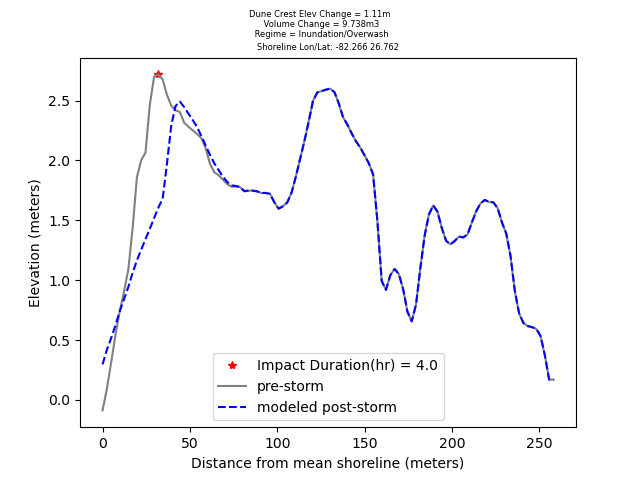 Dune Crest Elev Change = 1.11m
Volume Change = 9.738m3
Regime = Inundation/Overwash
Shoreline Lon/Lat: -82.266 26.762
2.5
2.0
1.5
1.0
0.5
0.0
Elevation (meters)
Impact Duration(hr) = 4.0
pre-storm
modeled post-storm
0 50 100 150 200 250
Distance from mean shoreline (meters)